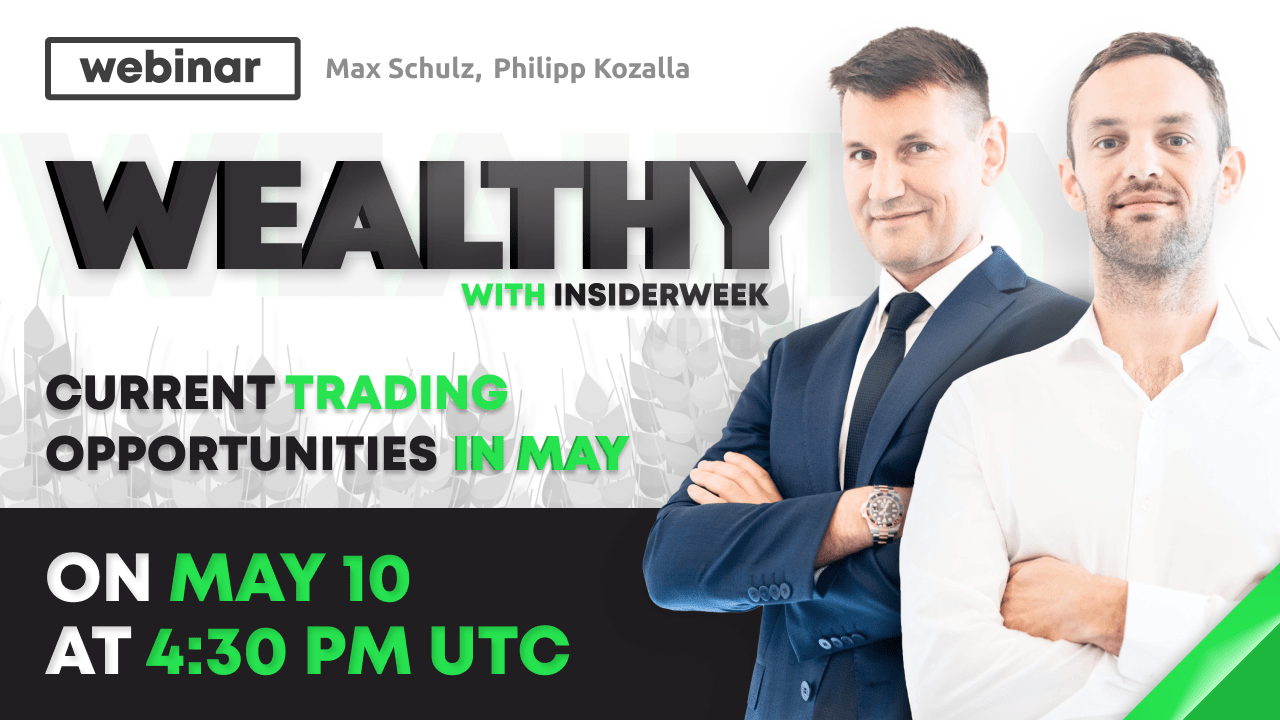 webinar
Max Schulz, Philipp Kozalla
WEALTHY
WITH INSIDERWEEK
CURRENT TRADING
OPPORTUNITIES IN MAY
ON MAY 10
AT 4:30 PM UTC